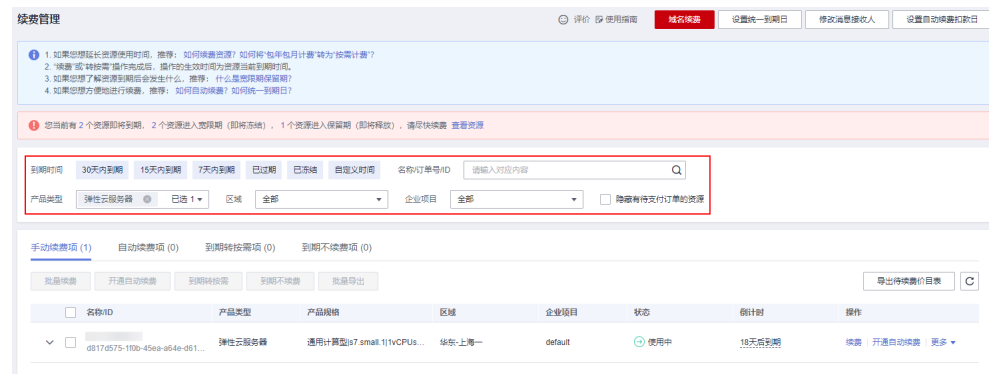 续费管理
评价 使用指南 域名续费 设置统一到期日 修改消息接收人 设置自动续费扣款日
1. 如果您想延长资源使用时间，推荐： 如何续费资源? 如何将"包年包月计费"转为"按需计费"?
2. "续费"或"转按需"操作完成后，操作的生效时间为资源当前到期时间。
3. 如果您想了解资源到期后会发生什么，推荐： 什么是宽限期保留期?
4. 如果您想方便地进行续费，推荐： 如何自动续费? 如何统一到期日?
您当前有 2 个资源即将到期， 2 个资源进入宽限期（即将冻结）， 1 个资源进入保留期（即将释放），请尽快续费 查看资源
到期时间 30天内到期 15天内到期 7天内到期 已过期 已冻结 自定义时间 名称/订单号/ID 请输入对应内容
产品类型 弹性云服务器 已选 1 区域 全部 企业项目 全部 隐藏有待支付订单的资源
手动续费项 (1) 自动续费项 (0) 到期转按需项 (0) 到期不续费项 (0)
批量续费 开通自动续费 到期转按需 到期不续费 批量导出 导出待续费价目表
名称/ID 产品类型 产品规格 区域 企业项目 状态 倒计时 操作
d817d575-1f0b-45ea-a64e-d61... 弹性云服务器 通用计算型|s7.small.1|1vCPUs... 华东-上海一 default 使用中 18天后到期 续费 开通自动续费 更多